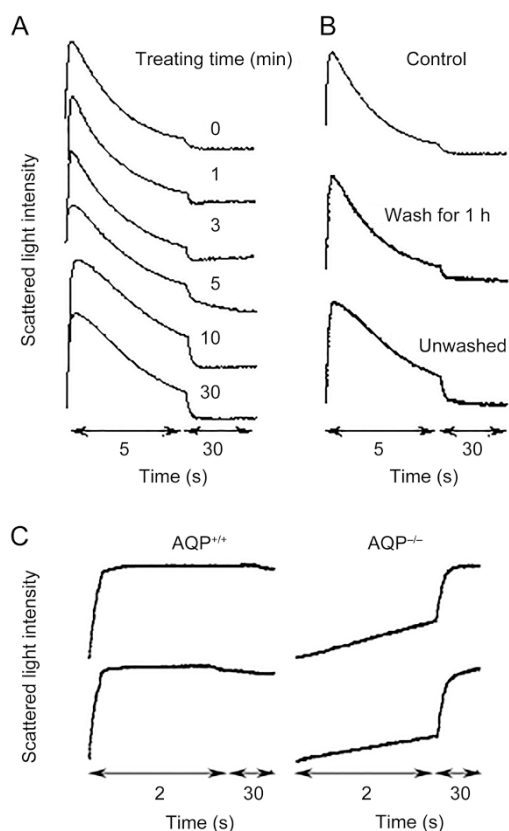 A
Treating time (min)
0
1
3
5
10
30
Scattered light intensity
5
30
Time (s)
B
Control
Wash for 1 h
Unwashed
5
30
Time (s)
C
AQP+/+
AQP−/−
Scattered light intensity
2
30
2
30
Time (s)
Time (s)